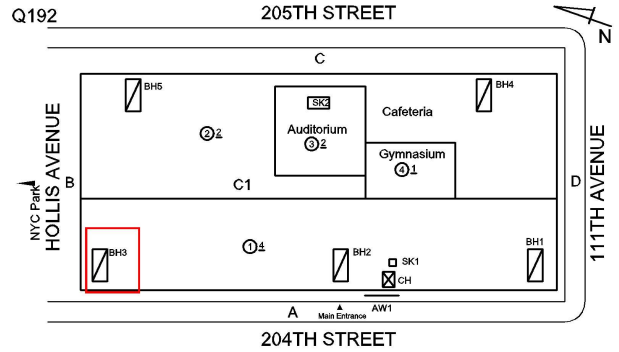 Q192
205TH STREET
N
C
BH5
BH4
SK2
Cafeteria
Auditorium
2 2
3 2
Gymnasium
4 1
HOLLIS AVENUE
NYC Park
B
C1
D
111TH AVENUE
1 4
BH3
BH2
BH1
SK1
CH
AW1
A
Main Entrance
204TH STREET